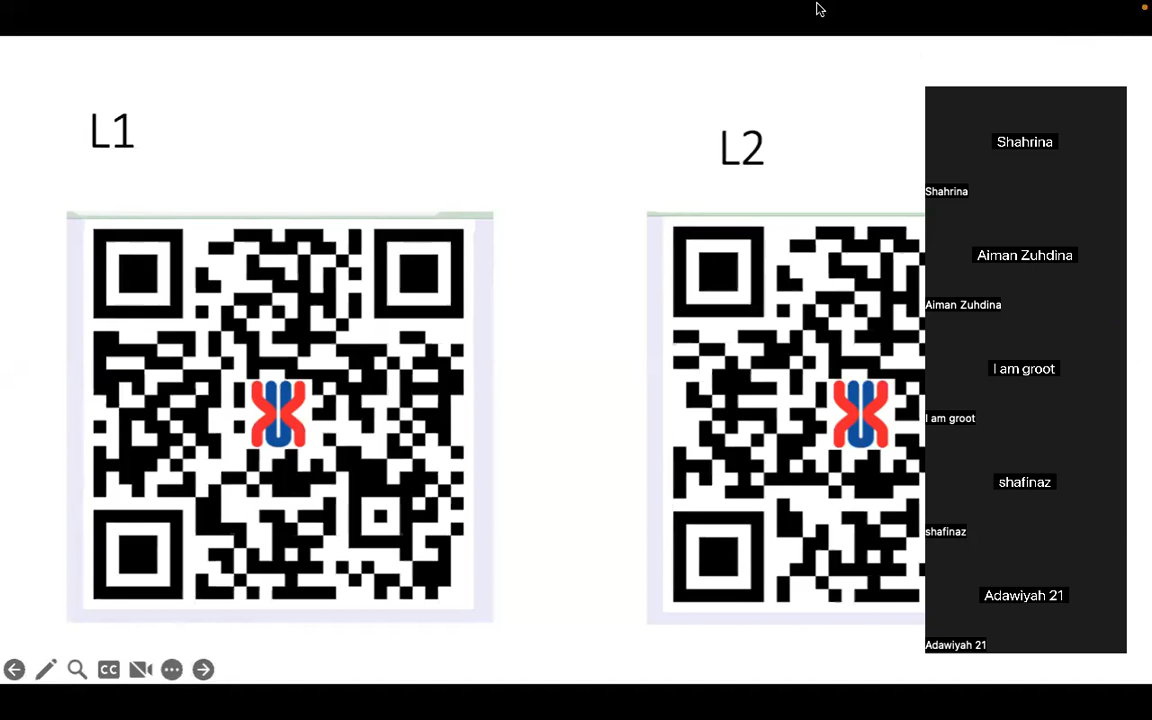 L1
L2
Shahrina
Shahrina
Aiman Zuhdina
Aiman Zuhdina
I am groot
I am groot
shafinaz
shafinaz
Adawiyah 21
Adawiyah 21
CC